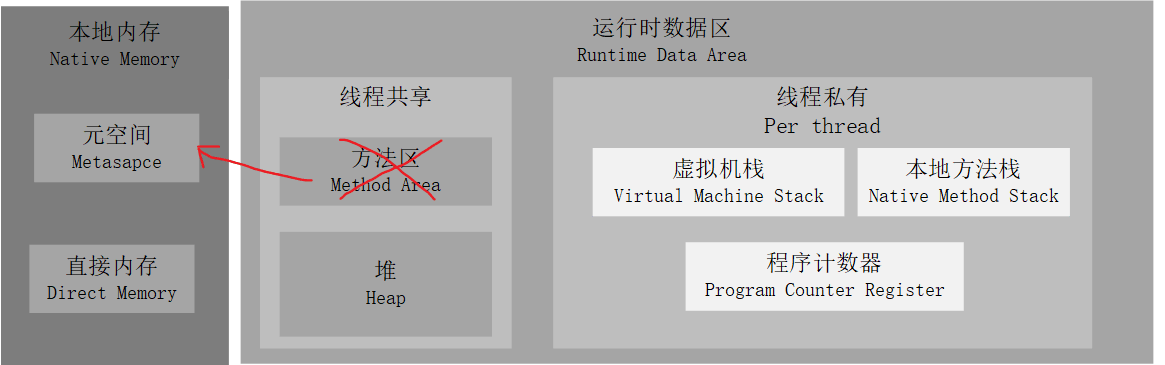 本地内存
Native Memory
元空间
Metasapce
直接内存
Direct Memory
运行时数据区
Runtime Data Area
线程共享
方法区
Method Area
堆
Heap
线程私有
Per thread
虚拟机栈
Virtual Machine Stack
本地方法栈
Native Method Stack
程序计数器
Program Counter Register